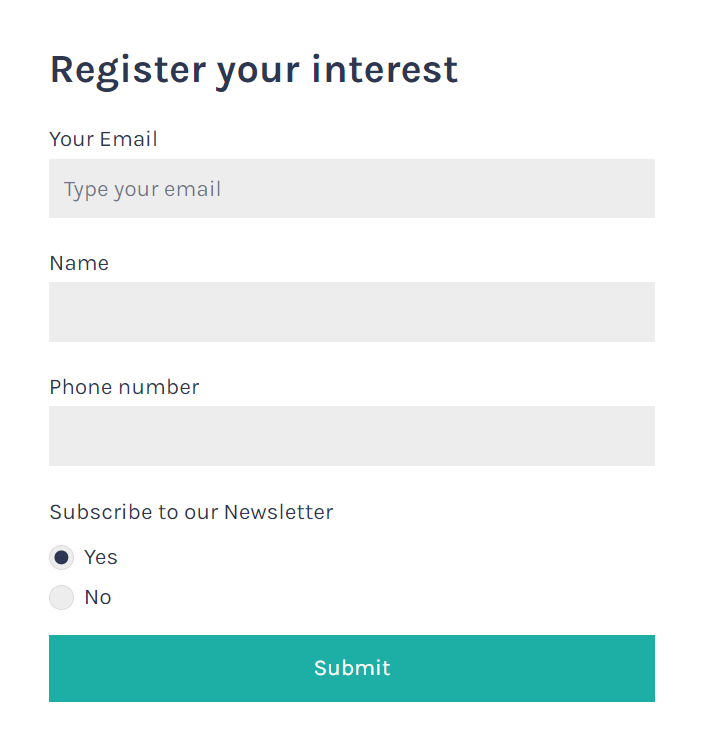 Register your interest
Your Email
Type your email
Name
Phone number
Subscribe to our Newsletter
Yes
No
Submit